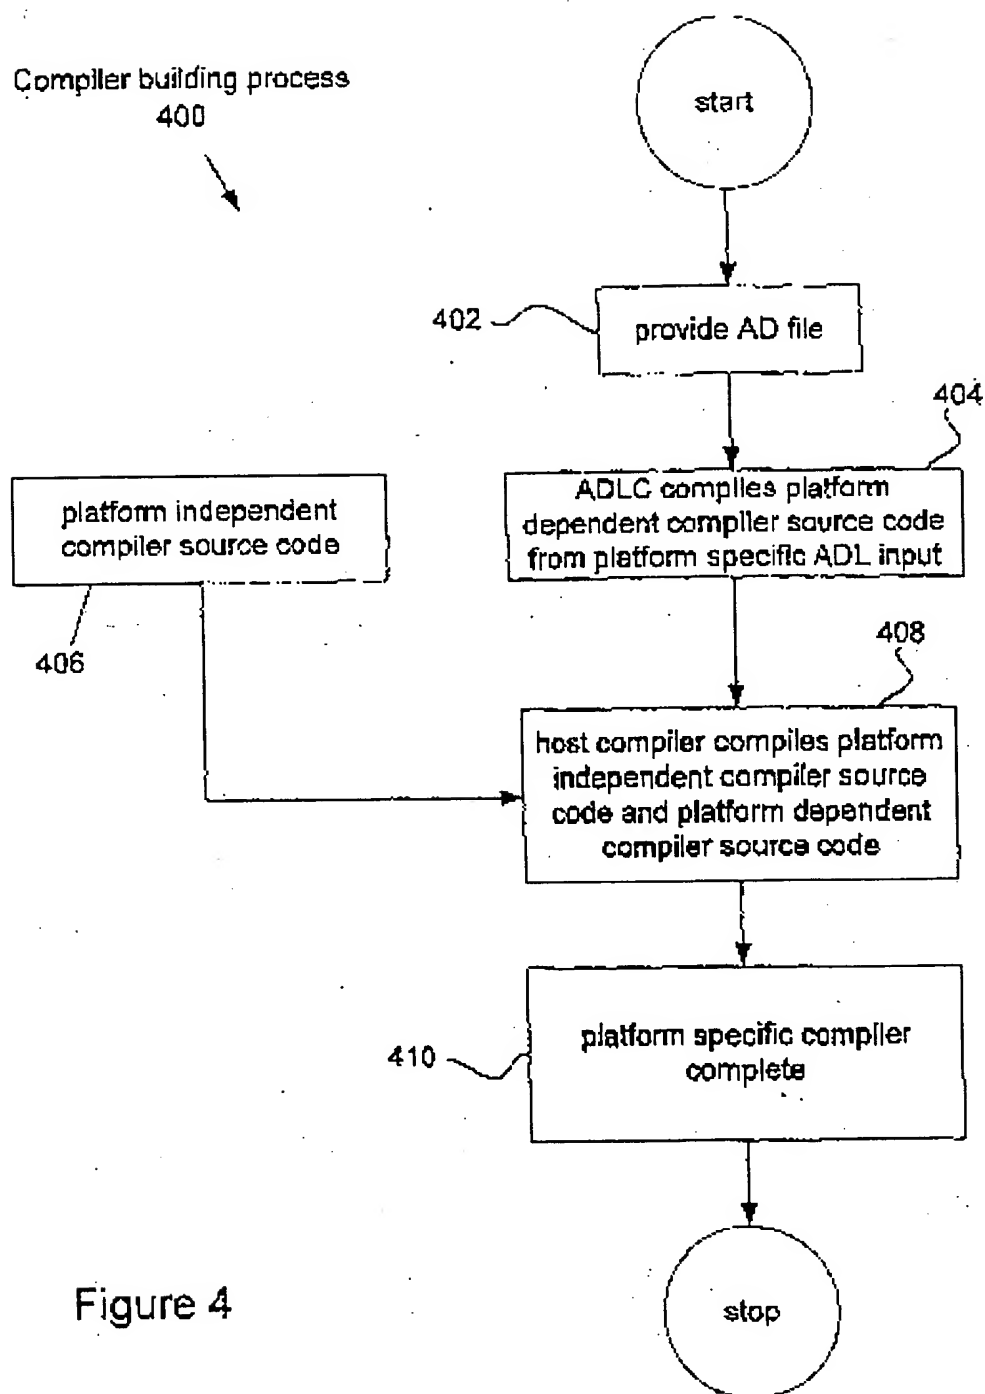 Compiler building process
400
start
402
provide AD file
404
ADLC compiles platform
dependent compiler source code
from platform specific ADL input
platform independent
compiler source code
406
408
host compiler compiles platform
independent compiler source
code and platform dependent
compiler source code
410
platform specific compiler
complete
Figure 4
stop